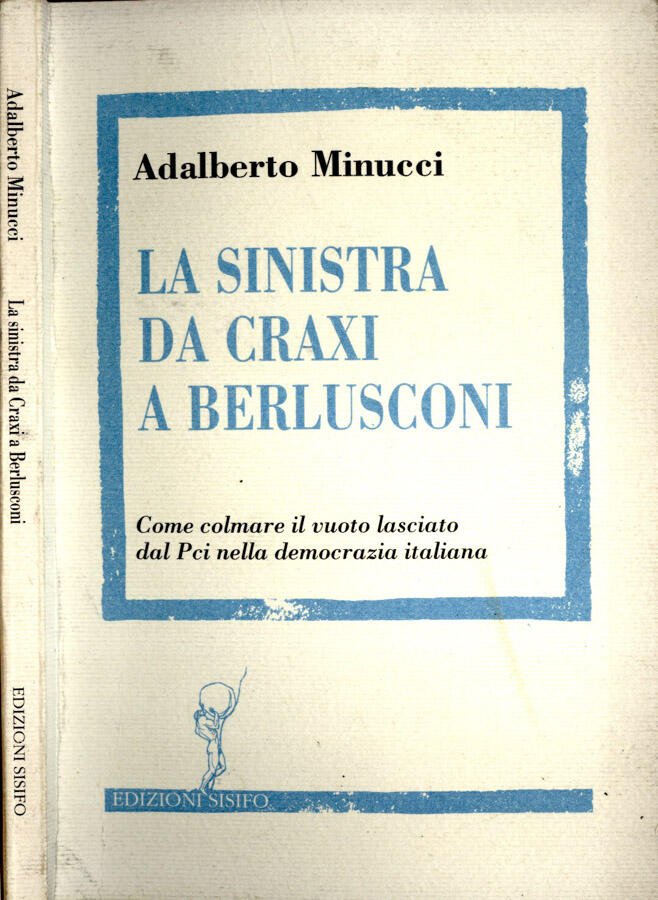 Adalberto Minucci
La sinistra da Craxi a Berlusconi
EDIZIONI SISIFO
Adalberto Minucci
LA SINISTRA
DA CRAXI
A BERLUSCONI
Come colmare il vuoto lasciato
dal Pci nella democrazia italiana
EDIZIONI SISIFO